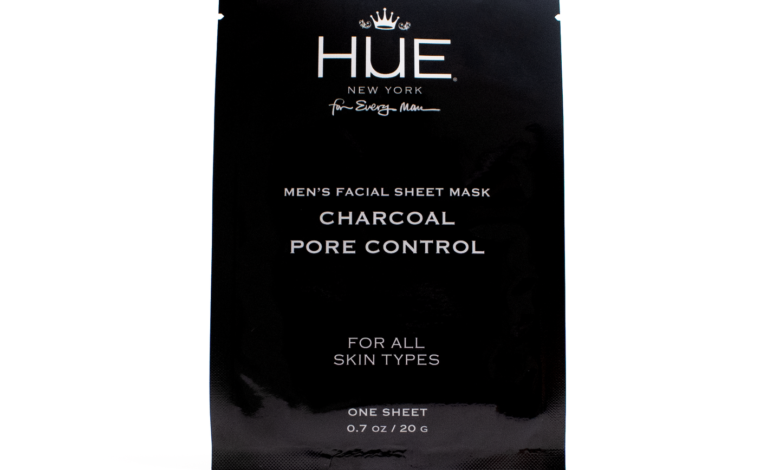 HUE®
NEW YORK
for Every Man
MEN'S FACIAL SHEET MASK
CHARCOAL
PORE CONTROL
FOR ALL
SKIN TYPES
ONE SHEET
0.7 OZ / 20 G